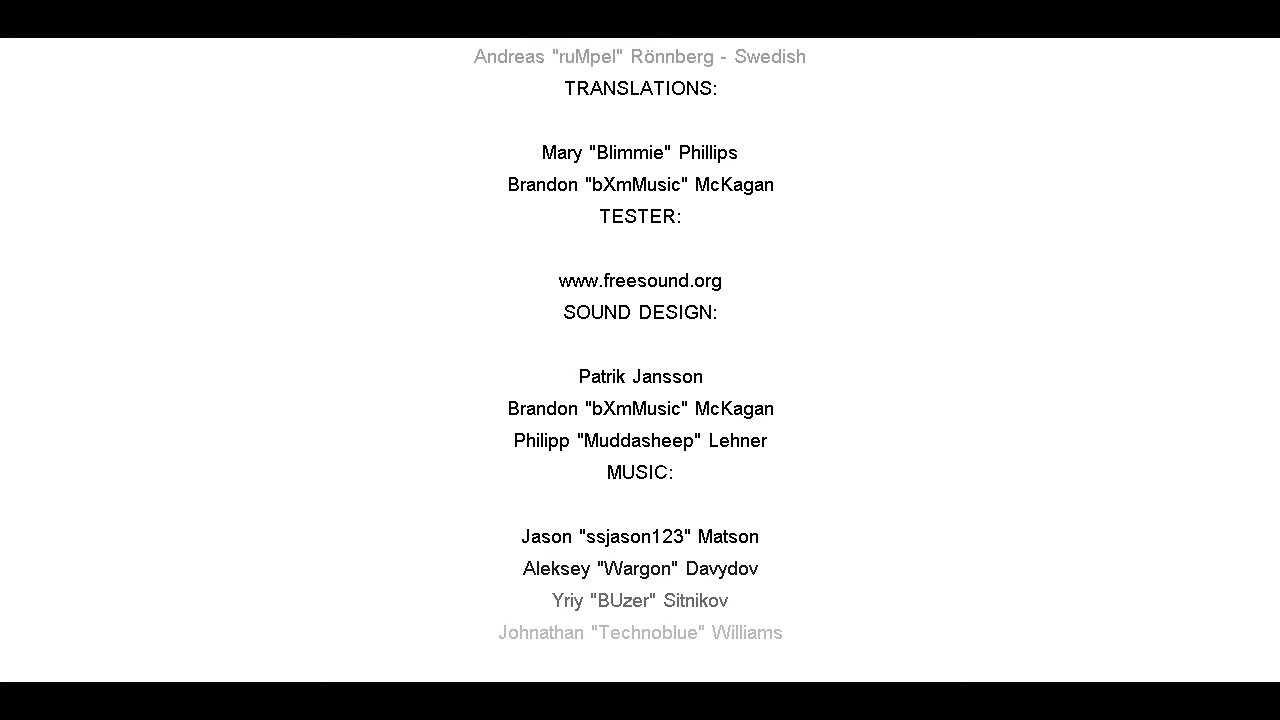 Andreas "ruMpel" Rönnberg - Swedish
TRANSLATIONS:
Mary "Blimmie" Phillips
Brandon "bXmMusic" McKagan
TESTER:
www.freesound.org
SOUND DESIGN:
Patrik Jansson
Brandon "bXmMusic" McKagan
Philipp "Muddasheep" Lehner
MUSIC:
Jason "ssjason123" Matson
Aleksey "Wargon" Davydov
Yriy "BUzer" Sitnikov
Johnathan "Technoblue" Williams